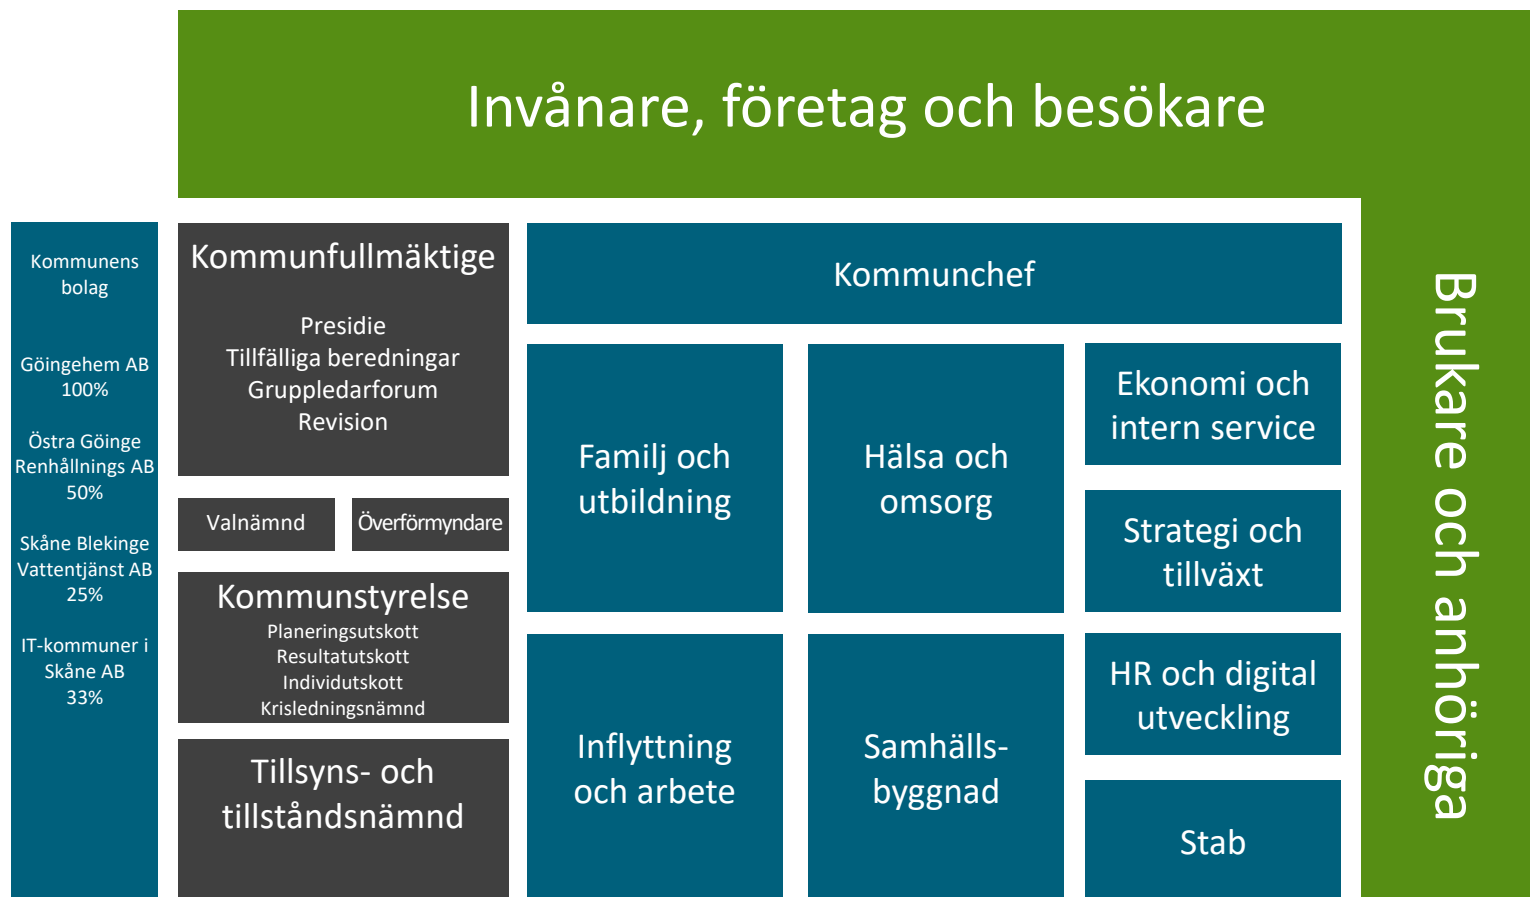 Invånare, företag och besökare
Kommunens
bolag
Göingehem AB
100%
Östra Göinge
Renhållnings AB
50%
Skåne Blekinge
Vattentjänst AB
25%
IT-kommuner i
Skåne AB
33%
Kommunfullmäktige
Presidie
Tillfälliga beredningar
Gruppledarforum
Revision
Valnämnd
Överförmyndare
Kommunstyrelse
Planeringsutskott
Resultatutskott
Individutskott
Krisledningsnämnd
Tillsyns- och
tillståndsnämnd
Kommunchef
Familj och
utbildning
Hälsa och
omsorg
Ekonomi och
intern service
Strategi och
tillväxt
Inflyttning
och arbete
Samhälls-
byggnad
HR och digital
utveckling
Stab
Brukare och anhöriga